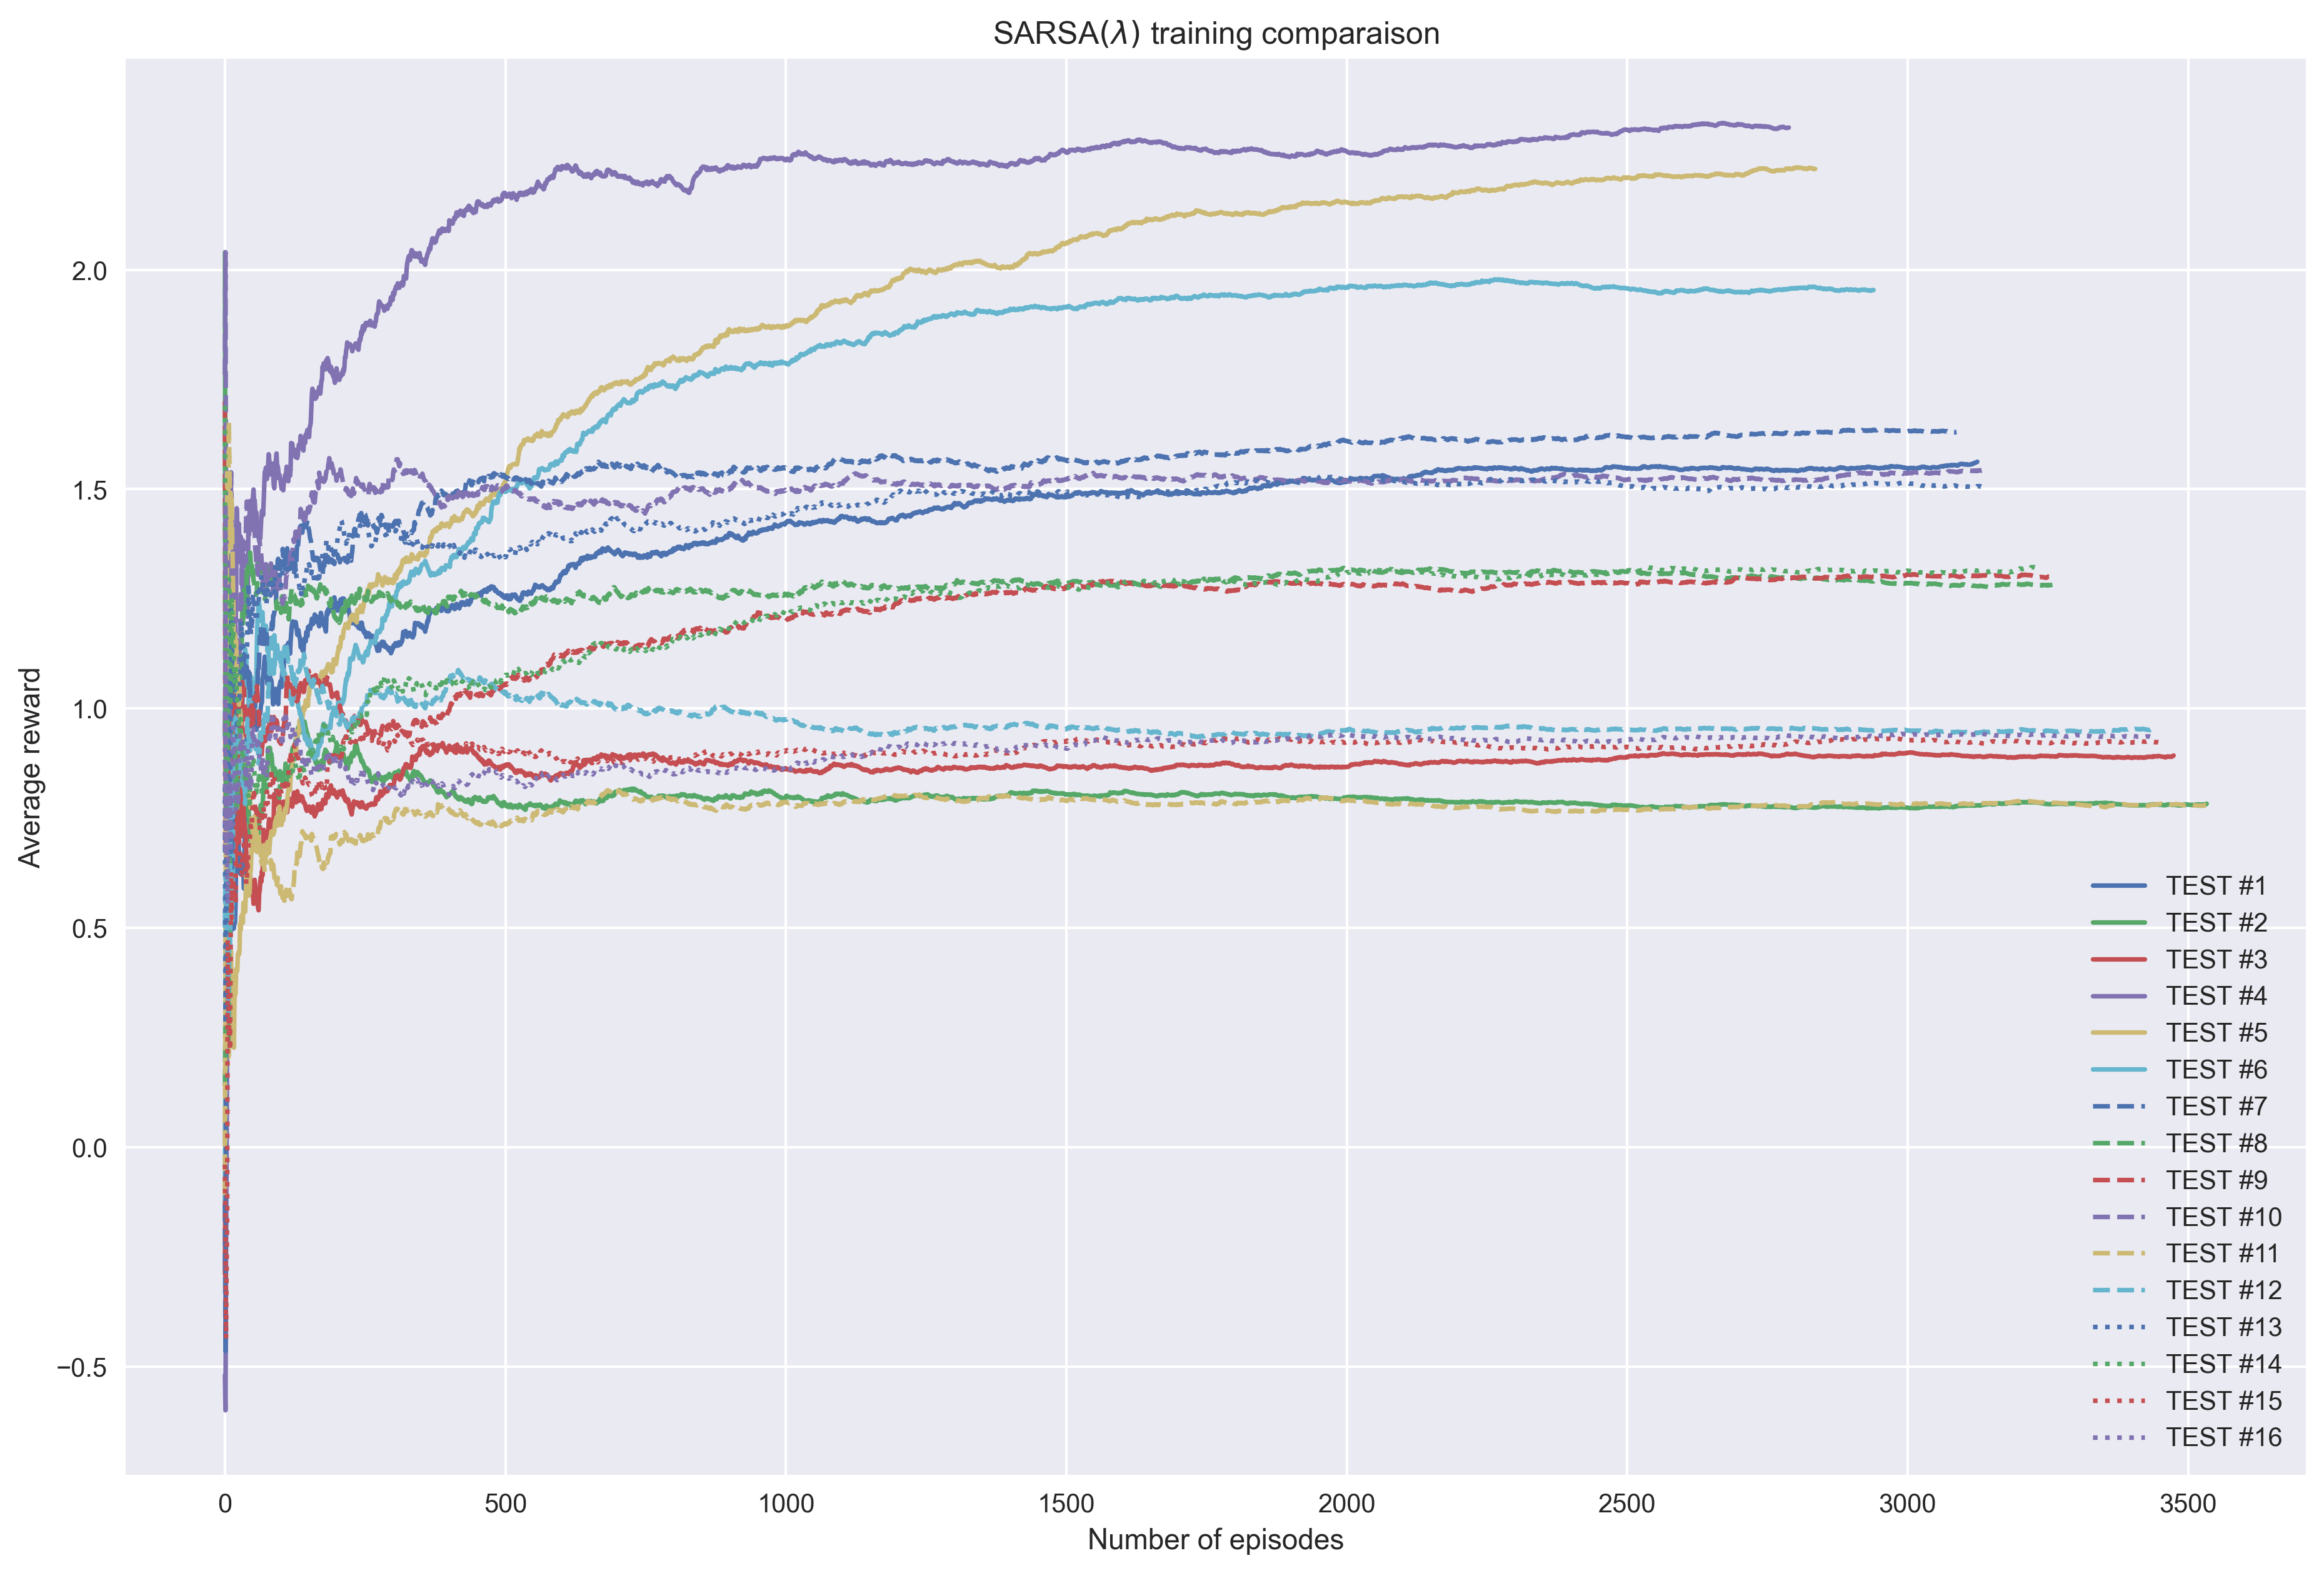 SARSA(λ) training comparaison
Average reward
2.0
1.5
1.0
0.5
0.0
−0.5
0 500 1000 1500 2000 2500 3000 3500
Number of episodes
TEST #1
TEST #2
TEST #3
TEST #4
TEST #5
TEST #6
TEST #7
TEST #8
TEST #9
TEST #10
TEST #11
TEST #12
TEST #13
TEST #14
TEST #15
TEST #16